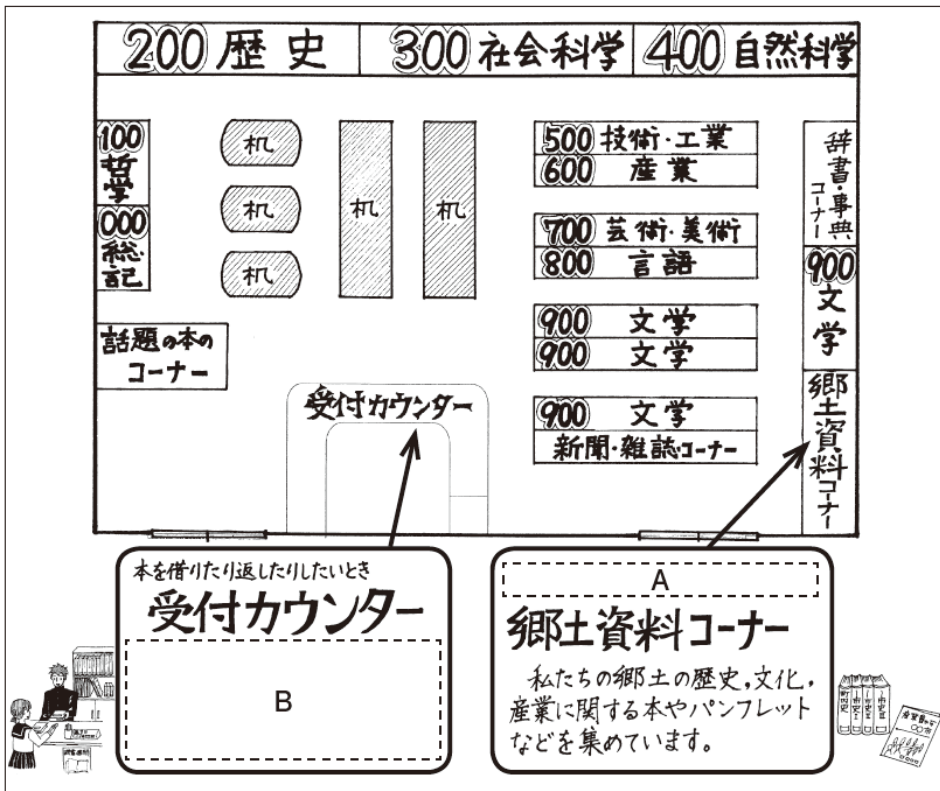 200 歴史
300 社会科学
400 自然科学
100 哲学
000 総記
机
机
机
机
机
500 技術・工業
600 産業
700 芸術・美術
800 言語
900 文学
900 文学
900 文学
新聞・雑誌コーナー
辞書・事典コーナー
900 文学
郷土資料コーナー
話題の本の
コーナー
受付カウンター
本を借りたり返したりしたいとき
受付カウンター
B
A
郷土資料コーナー
私たちの郷土の歴史，文化，
産業に関する本やパンフレット
などを集めています。